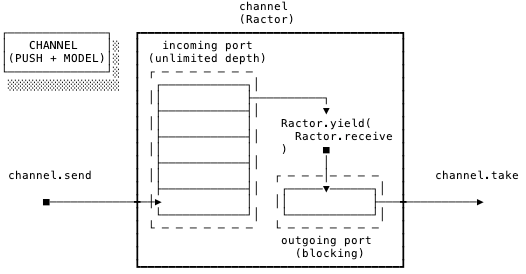 channel
(Ractor)
CHANNEL
(PUSH + MODEL)
incoming port
(unlimited depth)
Ractor.yield(
Ractor.receive
)
channel.send
channel.take
outgoing port
(blocking)